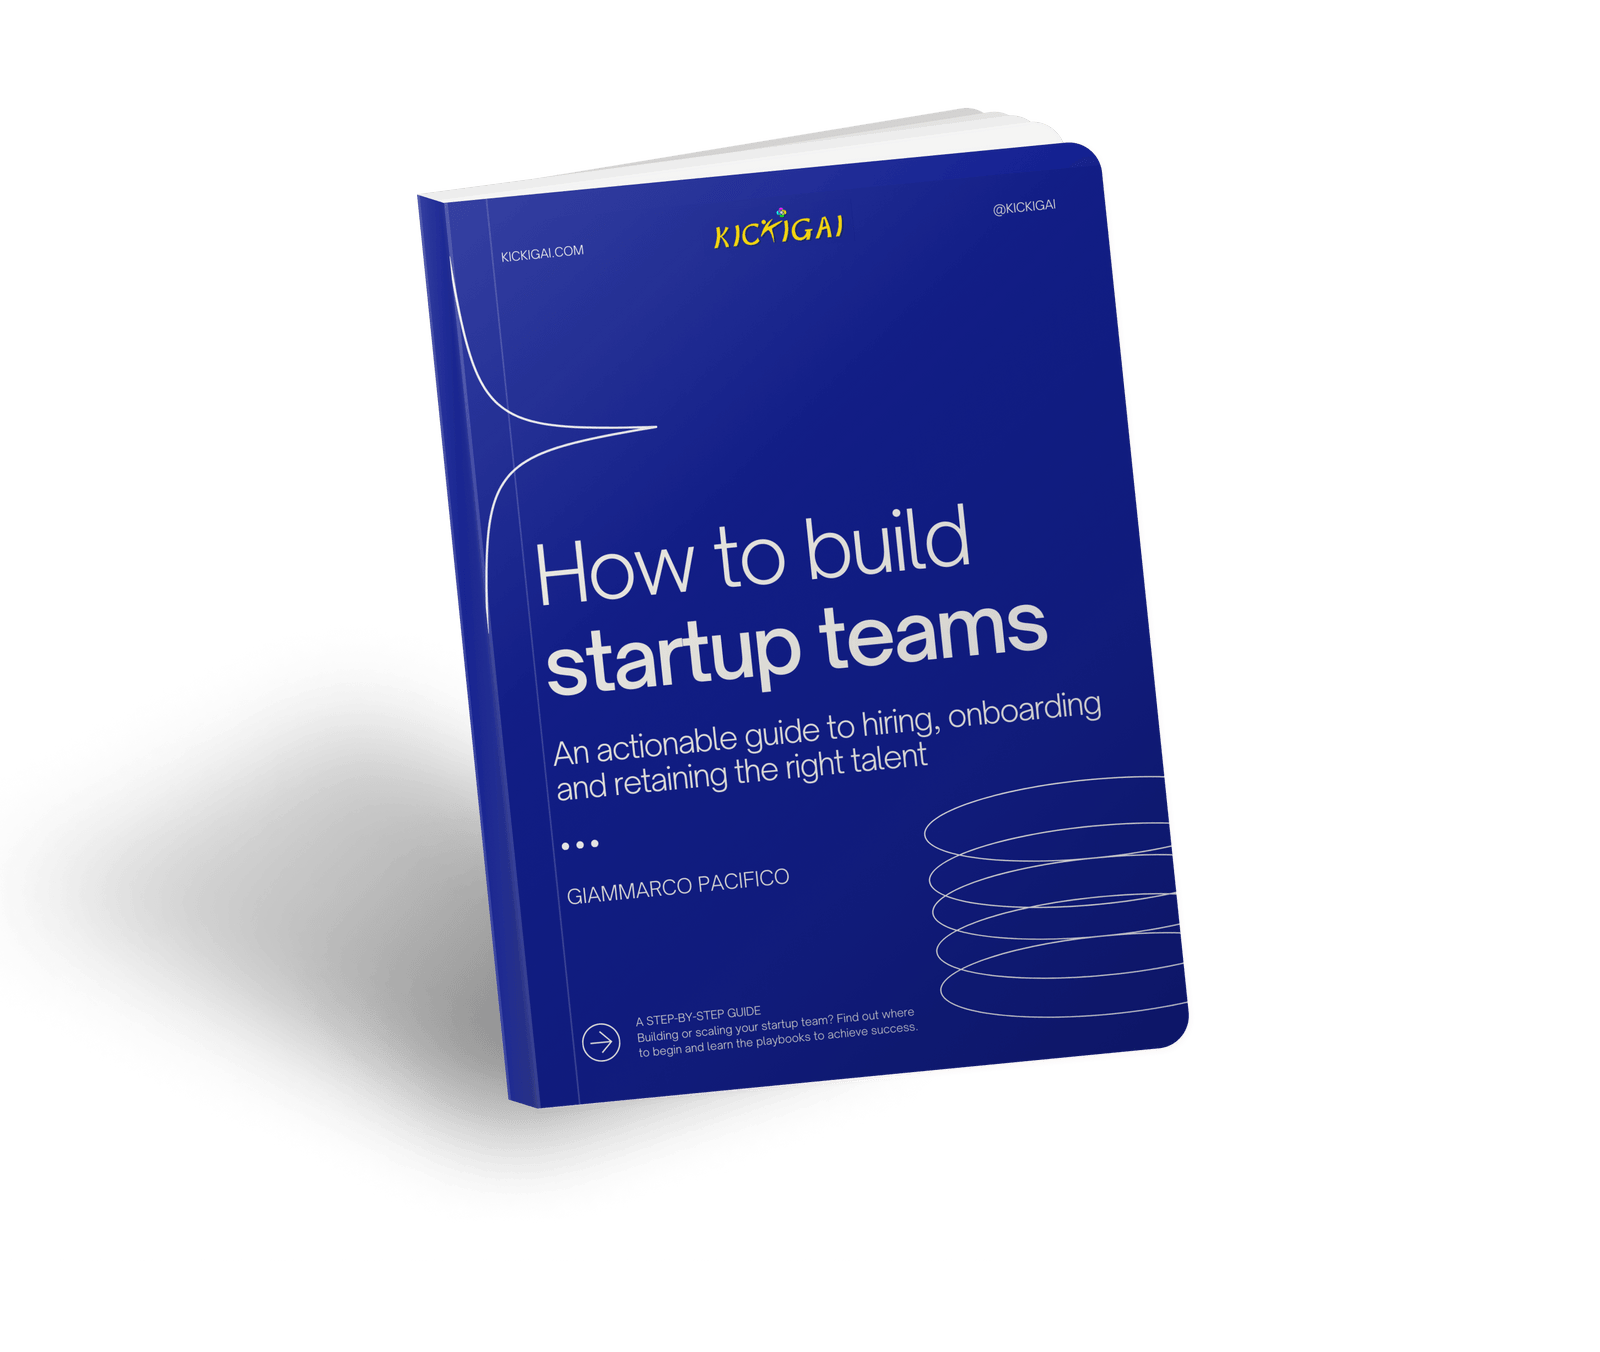 KICKIGAI.COM
KICKIGAI
@KICKIGAI
How to build
startup teams
An actionable guide to hiring, onboarding
and retaining the right talent
GIAMMARCO PACIFICO
A STEP-BY-STEP GUIDE
Building or scaling your startup team? Find out where
to begin and learn the playbooks to achieve success.